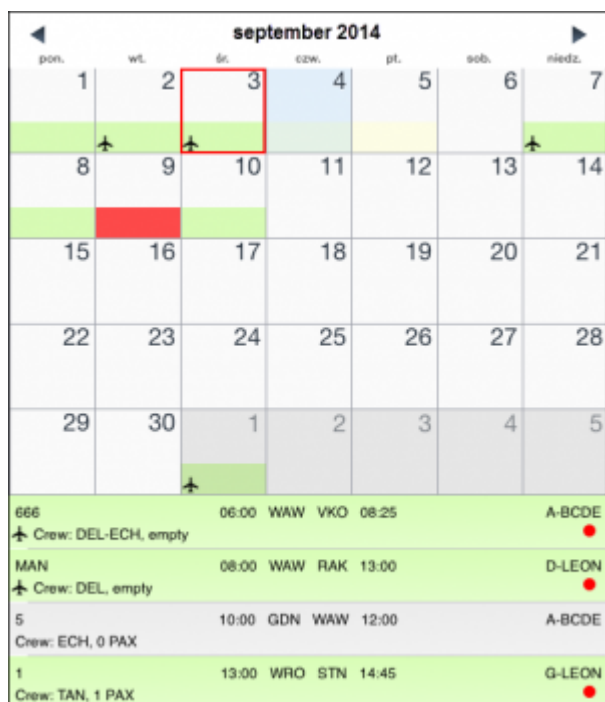 september 2014
pon. wt. śr. czw. pt. sob. niedz.
1 2 3 4 5 6 7
8 9 10 11 12 13 14
15 16 17 18 19 20 21
22 23 24 25 26 27 28
29 30 1 2 3 4 5
666 06:00 WAW VKO 08:25 A-BCDE
Crew: DEL-ECH, empty
MAN 08:00 WAW RAK 13:00 D-LEON
Crew: DEL, empty
5 10:00 GDN WAW 12:00 A-BCDE
Crew: ECH, 0 PAX
1 13:00 WRO STN 14:45 G-LEON
Crew: TAN, 1 PAX